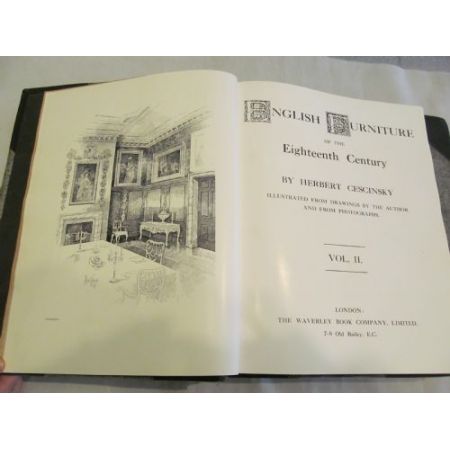 ENGLISH FURNITURE
OF THE
Eighteenth Century
BY HERBERT CESCINSKY
ILLUSTRATED FROM DRAWINGS BY THE AUTHOR
AND FROM PHOTOGRAPHS.
VOL. II.
LONDON:
THE WAVERLEY BOOK COMPANY, LIMITED,
7-8 Old Bailey, E.C.